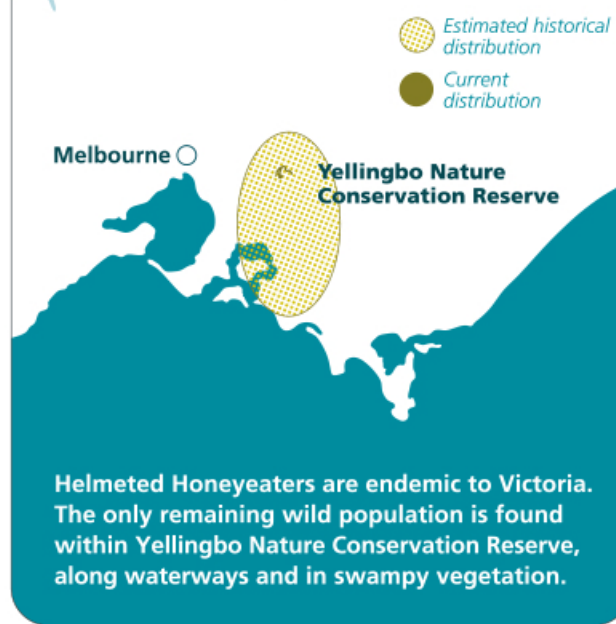 Estimated historical
distribution
Current
distribution
Melbourne
Yellingbo Nature
Conservation Reserve
Helmeted Honeyeaters are endemic to Victoria.
The only remaining wild population is found
within Yellingbo Nature Conservation Reserve,
along waterways and in swampy vegetation.